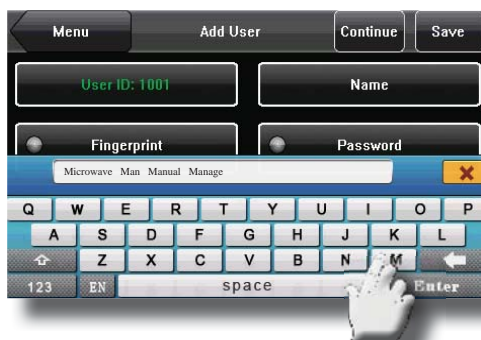 Menu Add User Continue Save
User ID: 1001 Name
Fingerprint Password
Microwave Man Manual Manage
Q W E R T Y U I O P
A S D F G H J K L
Z X C V B N M
123 EN space Enter